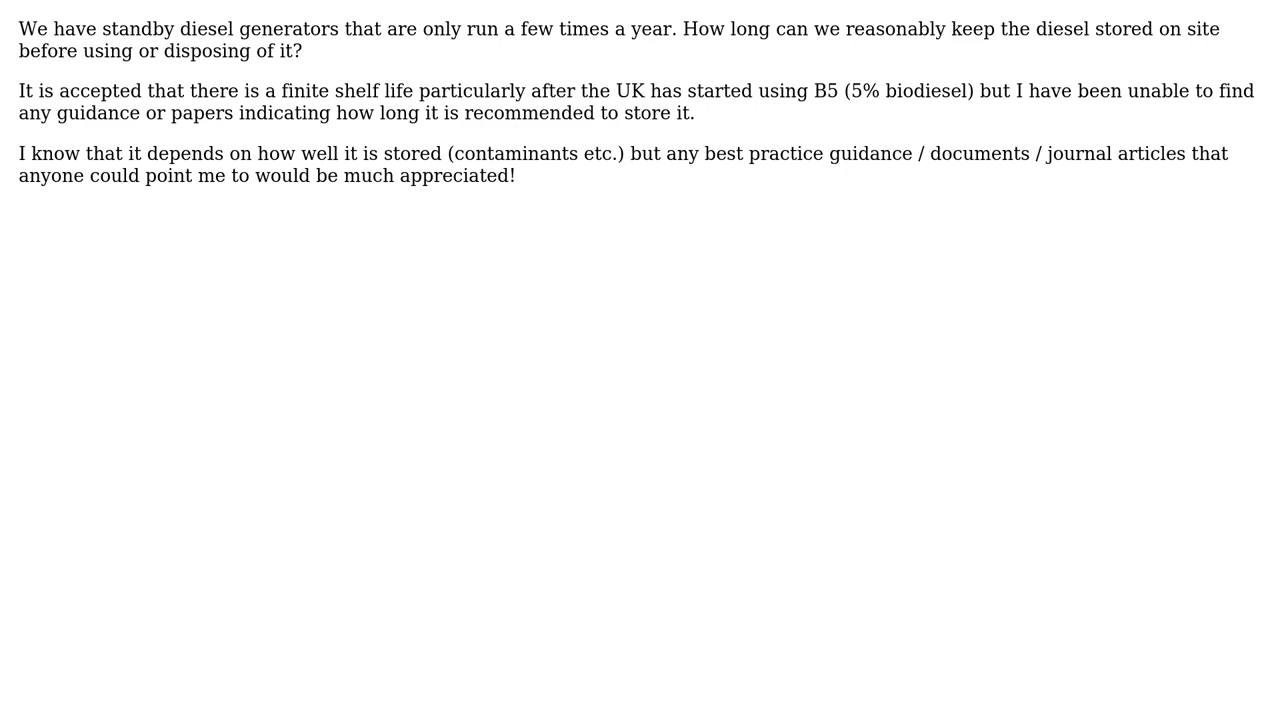 We have standby diesel generators that are only run a few times a year. How long can we reasonably keep the diesel stored on site
before using or disposing of it?
It is accepted that there is a finite shelf life particularly after the UK has started using B5 (5% biodiesel) but I have been unable to find
any guidance or papers indicating how long it is recommended to store it.
I know that it depends on how well it is stored (contaminants etc.) but any best practice guidance / documents / journal articles that
anyone could point me to would be much appreciated!